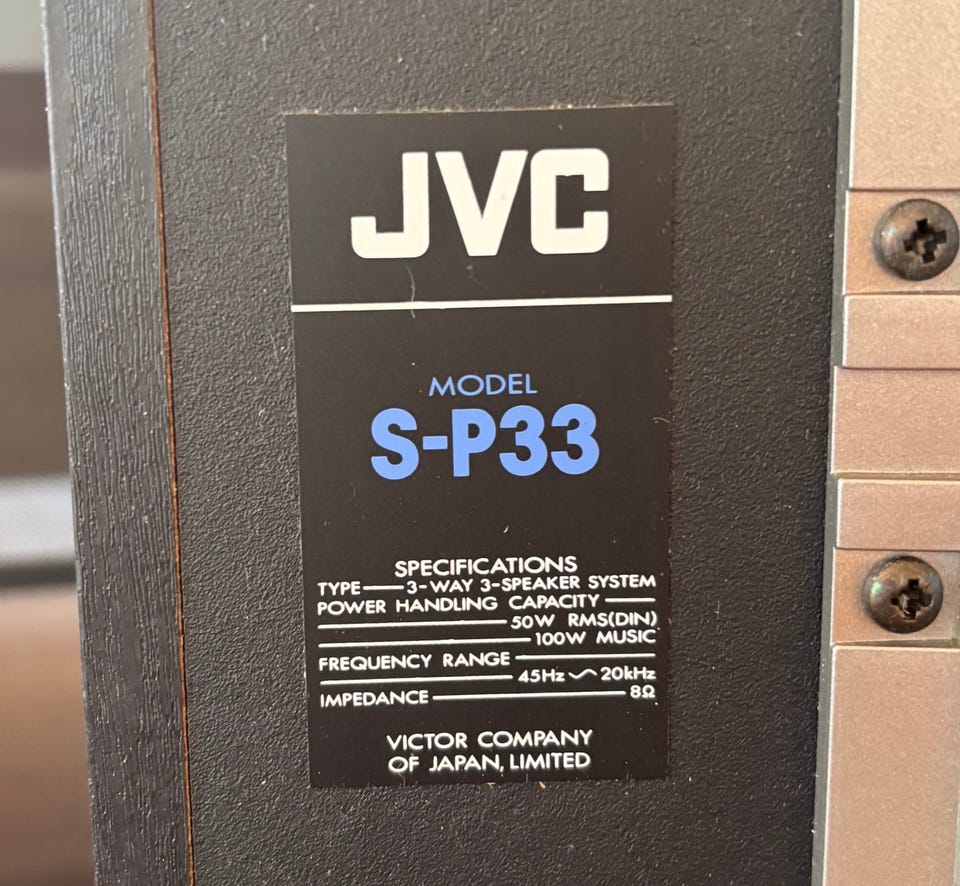 JVC
MODEL
S-P33
SPECIFICATIONS
TYPE 3-WAY 3-SPEAKER SYSTEM
POWER HANDLING CAPACITY
50W RMS(DIN)
100W MUSIC
FREQUENCY RANGE
45Hz〜20kHz
IMPEDANCE 8Ω
VICTOR COMPANY
OF JAPAN, LIMITED